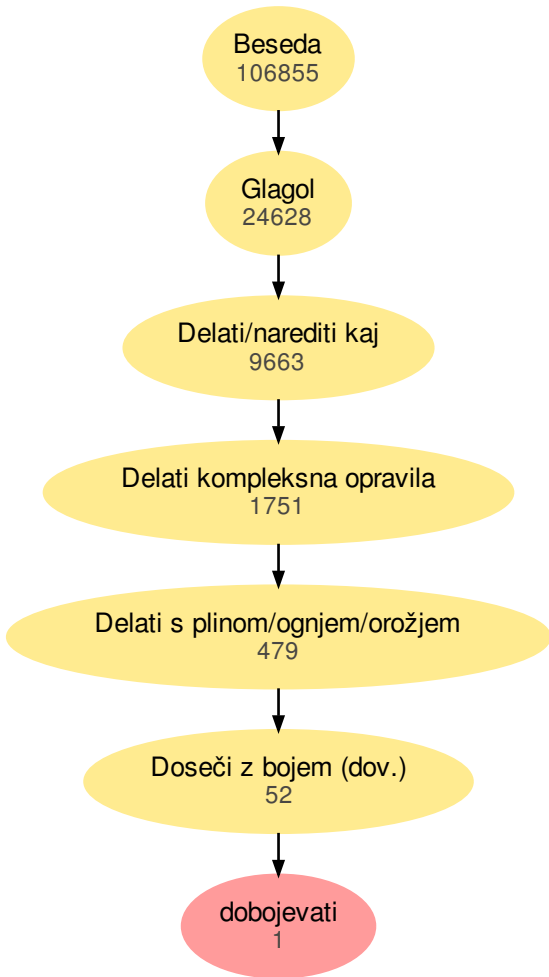 Beseda
106855
Glagol
24628
Delati/narediti kaj
9663
Delati kompleksna opravila
1751
Delati s plinom/ognjem/orožjem
479
Doseči z bojem (dov.)
52
dobojevati
1